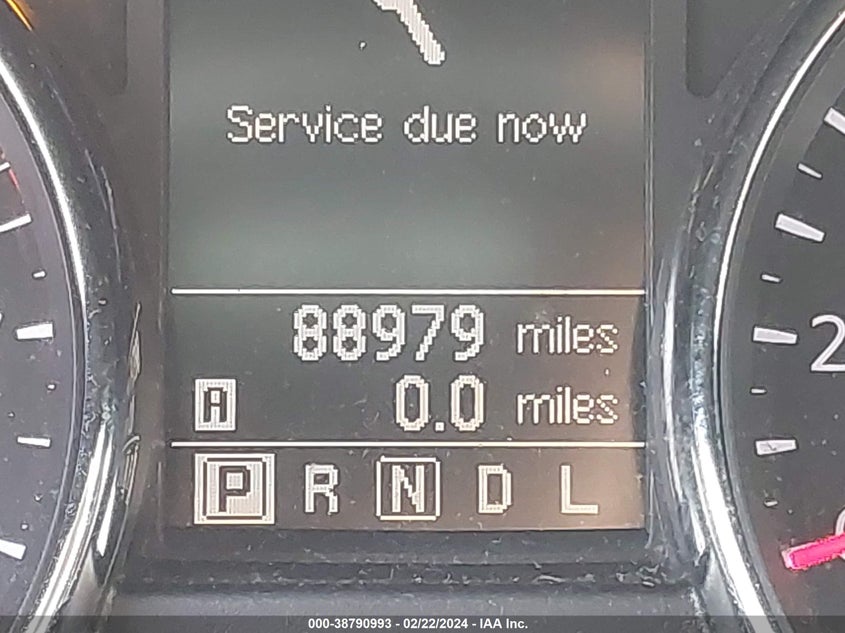 Service due now
88979 miles
A 0.0 miles
P R N D L
2
000-38790993 - 02/22/2024 - IAA Inc.